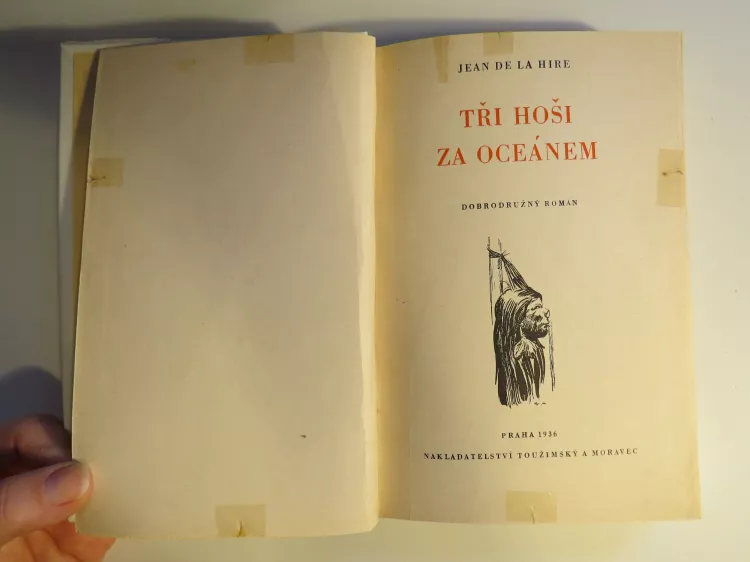 JEAN DE LA HIRE
TŘI HOŠI
ZA OCEÁNEM
DOBRODRUŽNÝ ROMAN
PRAHA 1936
NAKLADATELSTVÍ TOUŽIMSKÝ A MORAVEC